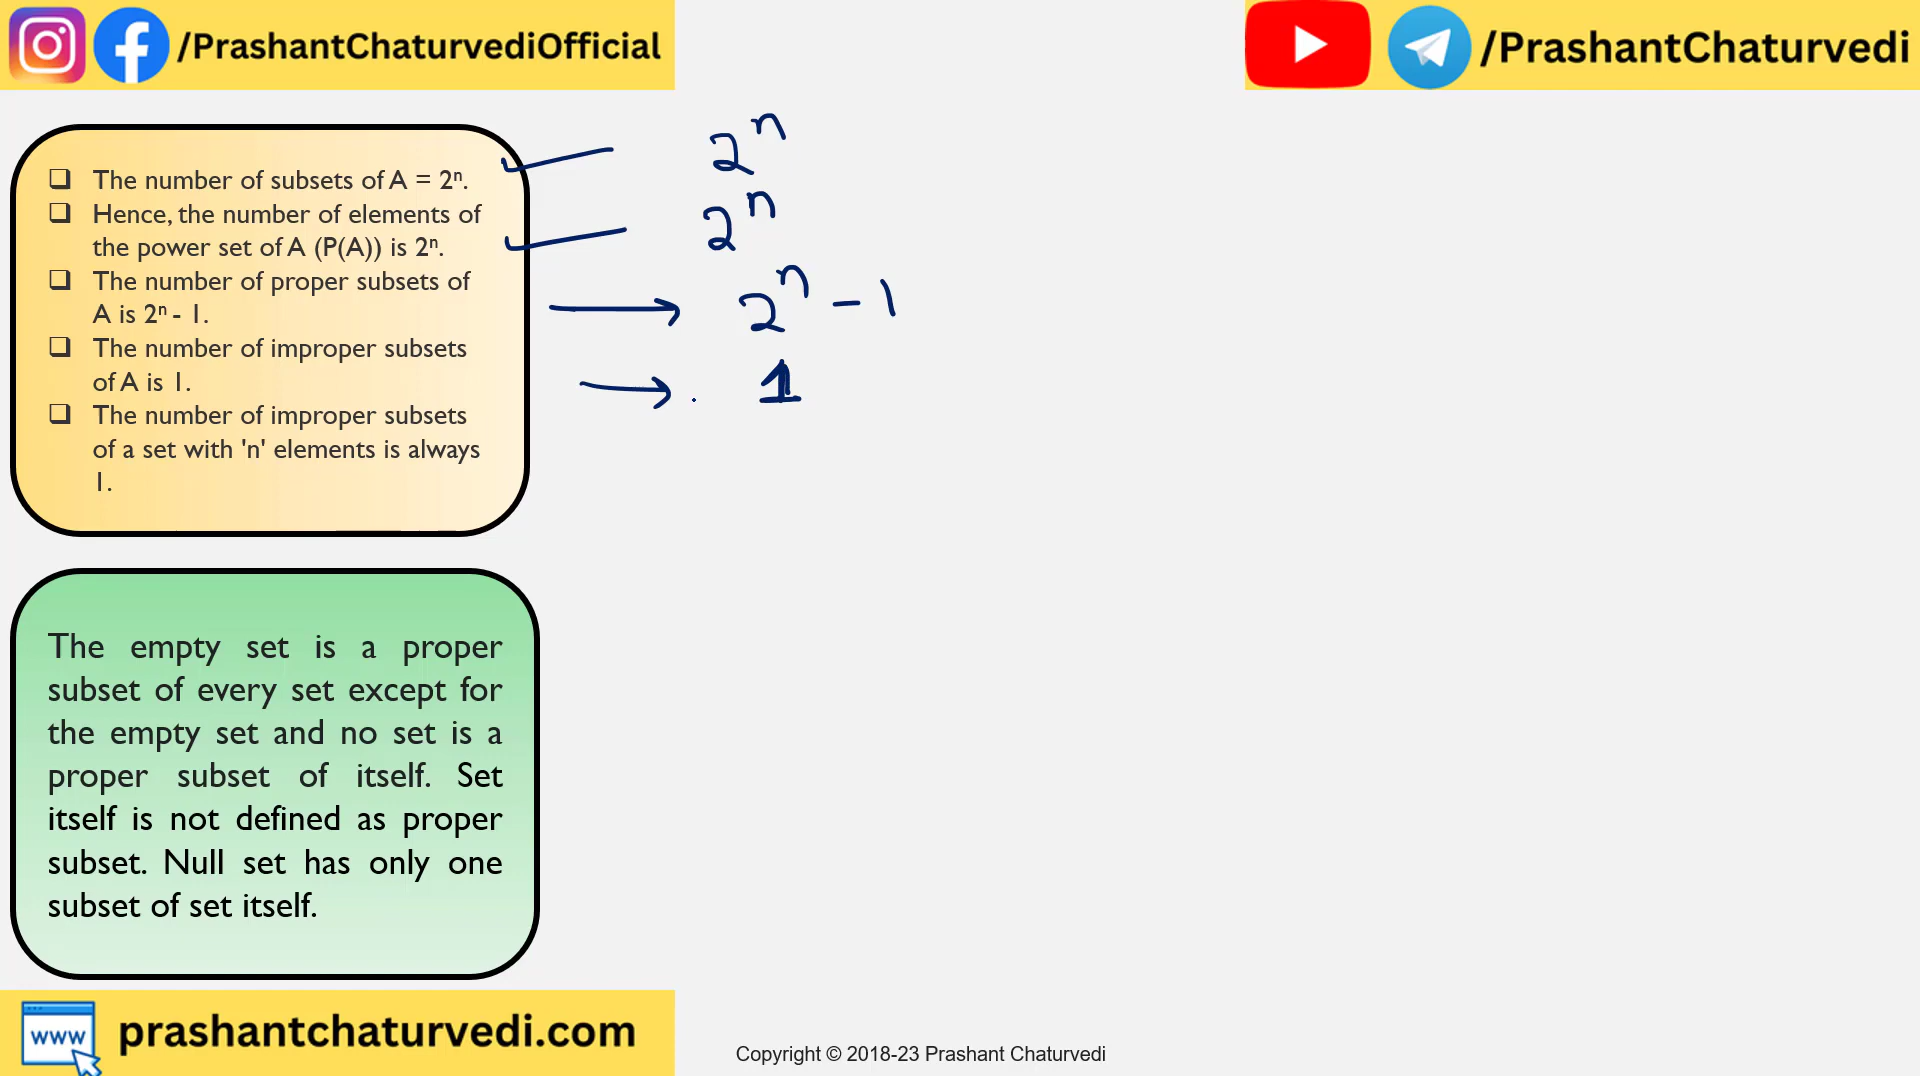 /PrashantChaturvediOfficial
/PrashantChaturvedi
❑ The number of subsets of A = 2ⁿ.
❑ Hence, the number of elements of
the power set of A (P(A)) is 2ⁿ.
❑ The number of proper subsets of
A is 2ⁿ - 1.
❑ The number of improper subsets
of A is 1.
❑ The number of improper subsets
of a set with 'n' elements is always
1.
2ⁿ
2ⁿ
2ⁿ - 1
1
The empty set is a proper
subset of every set except for
the empty set and no set is a
proper subset of itself. Set
itself is not defined as proper
subset. Null set has only one
subset of set itself.
www
prashantchaturvedi.com
Copyright © 2018-23 Prashant Chaturvedi